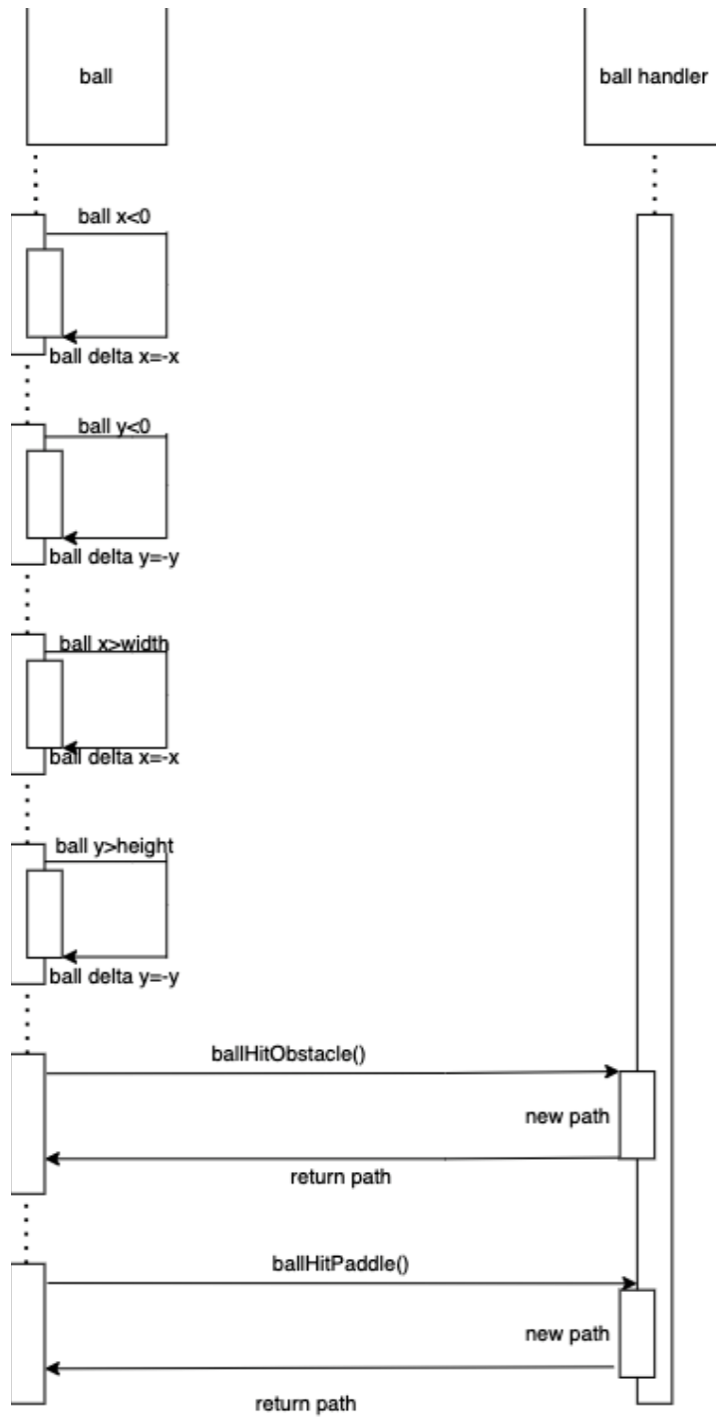 ball
ball handler
ball x<0
ball delta x=-x
ball y<0
ball delta y=-y
ball x>width
ball delta x=-x
ball y>height
ball delta y=-y
ballHitObstacle()
new path
return path
ballHitPaddle()
new path
return path